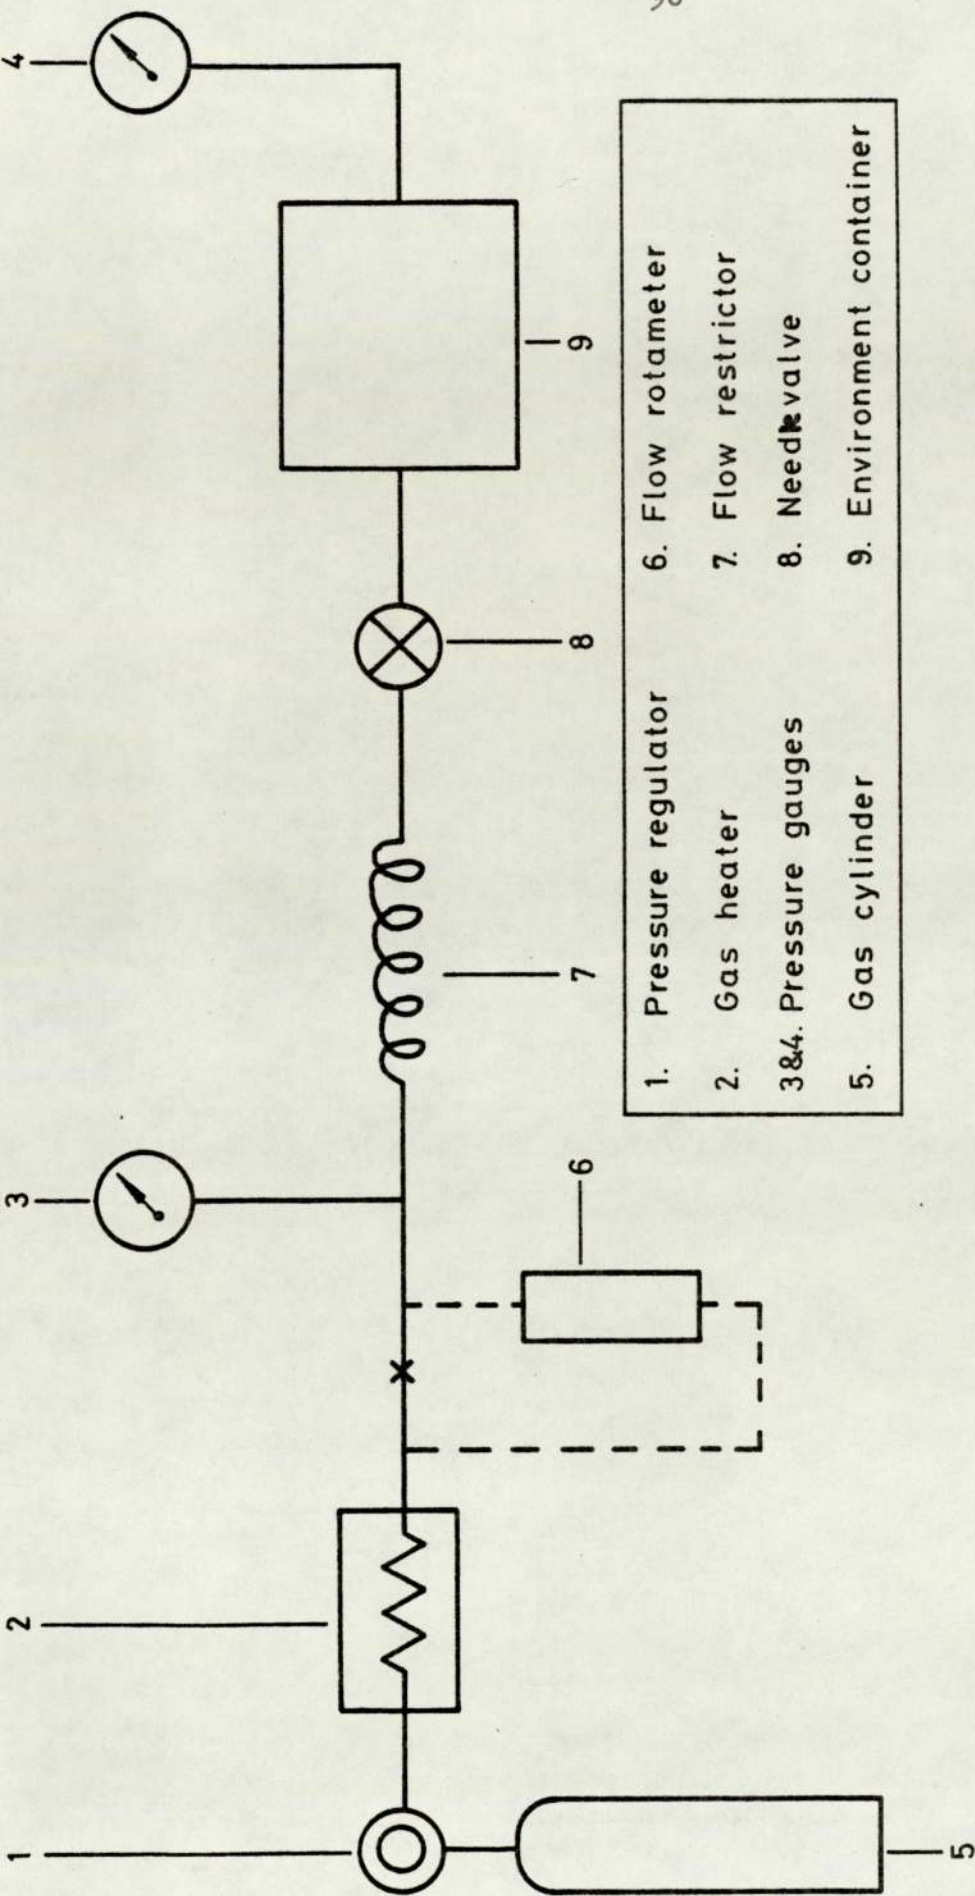 1 2 3 4
6
7 8 9
5
1. Pressure regulator 6. Flow rotameter
2. Gas heater 7. Flow restrictor
3&4. Pressure gauges 8. valve
5. Gas cylinder 9. Environment container